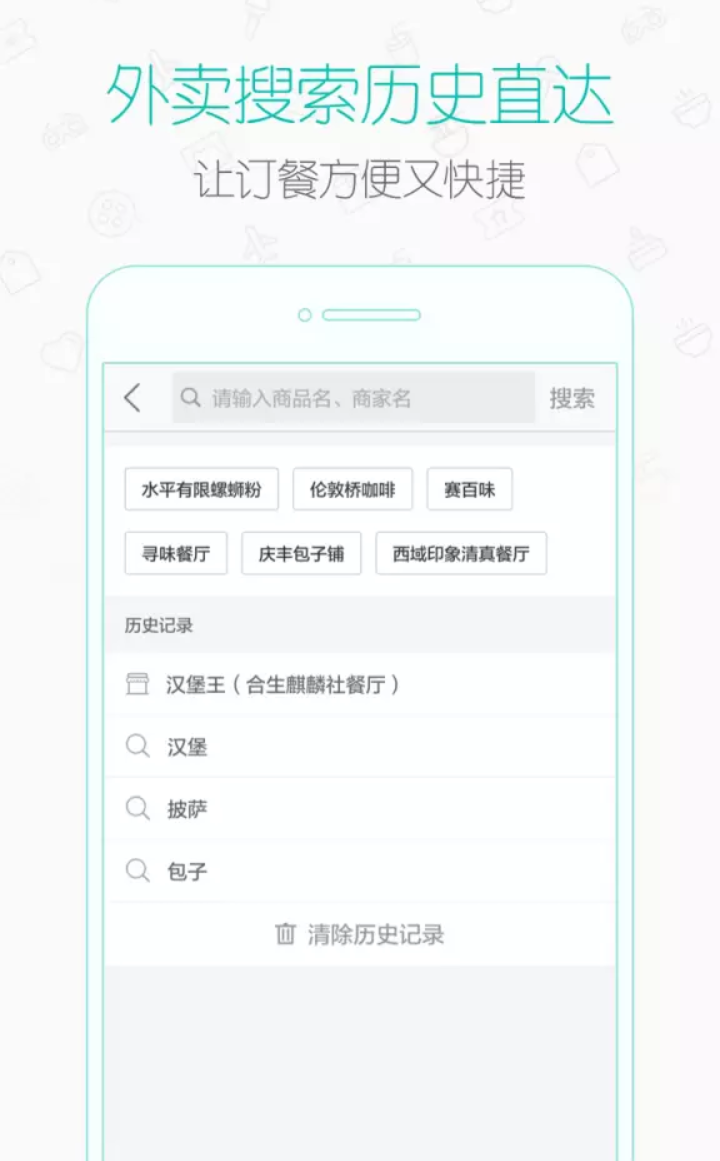 外卖搜索历史直达
让订餐方便又快捷
请输入商品名、商家名 搜索
水平有限螺蛳粉 伦敦桥咖啡 赛百味
寻味餐厅 庆丰包子铺 西域印象清真餐厅
历史记录
汉堡王（合生麒麟社餐厅）
汉堡
披萨
包子
清除历史记录